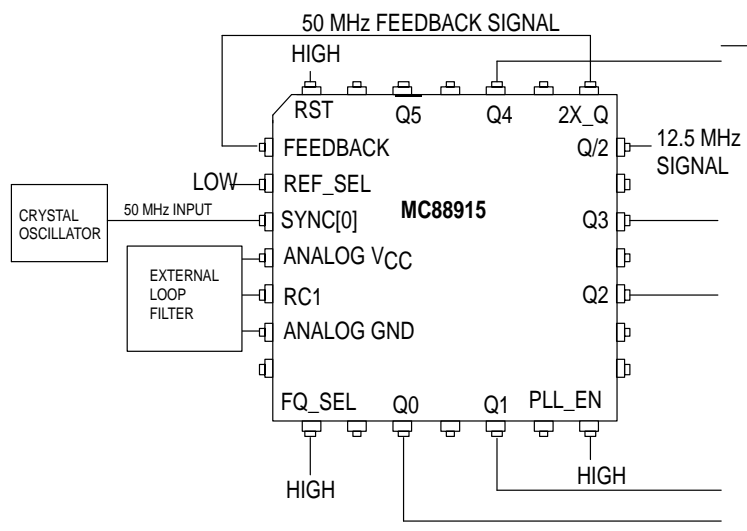 50 MHz FEEDBACK SIGNAL
HIGH
RST
Q5
Q4
2X_Q
FEEDBACK
Q/2
12.5 MHz
SIGNAL
LOW
REF_SEL
MC88915
CRYSTAL
OSCILLATOR
50 MHz INPUT
SYNC[0]
Q3
ANALOG VCC
EXTERNAL
LOOP
FILTER
RC1
Q2
ANALOG GND
FQ_SEL
Q0
Q1
PLL_EN
HIGH
HIGH